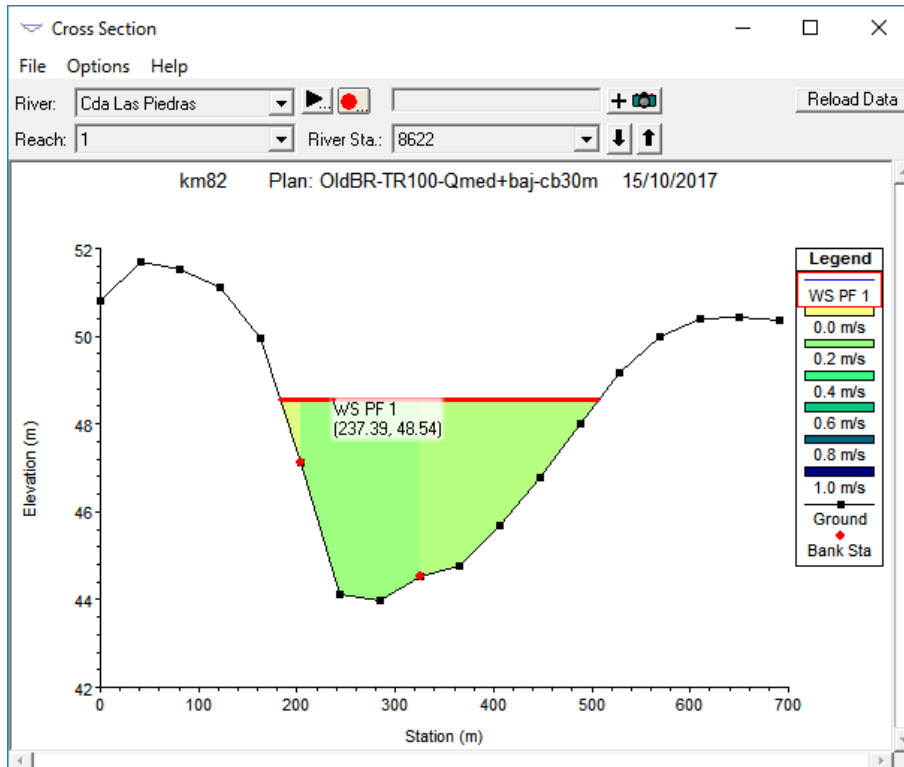 Cross Section
File Options Help
River: Cda Las Piedras
Reload Data
Reach: 1 River Sta.: 8622
km82 Plan: OldBR-TR100-Qmed+baj-cb30m 15/10/2017
Elevation (m)
52
50
48
46
44
42
WS PF 1
(237.39, 48.54)
0 100 200 300 400 500 600 700
Station (m)
Legend
WS PF 1
0.0 m/s
0.2 m/s
0.4 m/s
0.6 m/s
0.8 m/s
1.0 m/s
Ground
Bank Sta